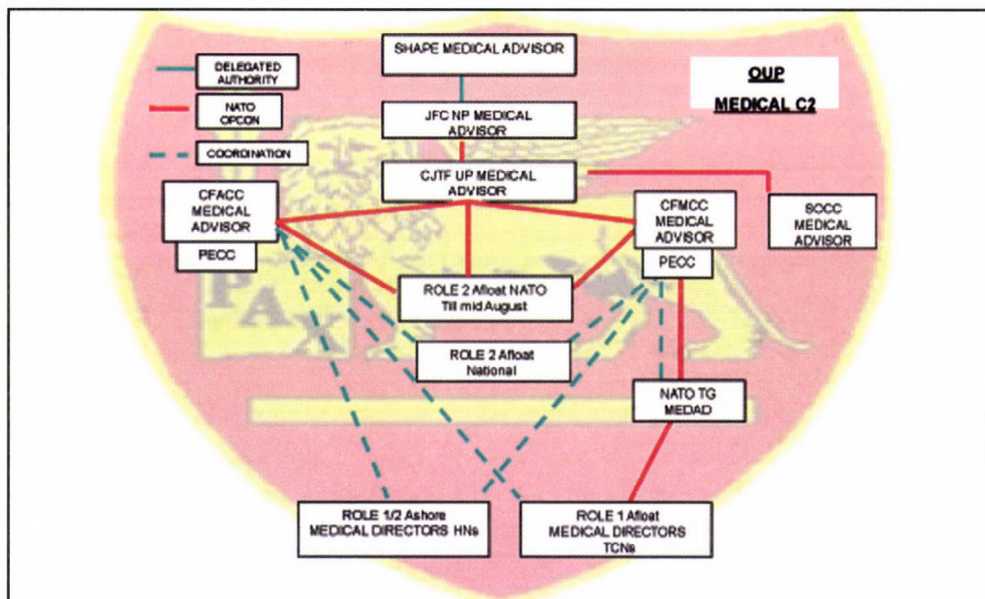 SHAPE MEDICAL ADVISOR
DELEGATED
AUTHORITY
OUP
MEDICAL C2
NATO
OPCON
JFC NP MEDICAL
ADVISOR
COORDINATION
CJTF UP MEDICAL
ADVISOR
CFACC
MEDICAL
ADVISOR
CFMCC
MEDICAL
ADVISOR
SOCC
MEDICAL
ADVISOR
PECC
PECC
ROLE 2 Afloat NATO
Till mid August
PAX
ROLE 2 Afloat
National
NATO TG
MEDAD
ROLE 1/2 Ashore
MEDICAL DIRECTORS HNs
ROLE 1 Afloat
MEDICAL DIRECTORS
TCNs